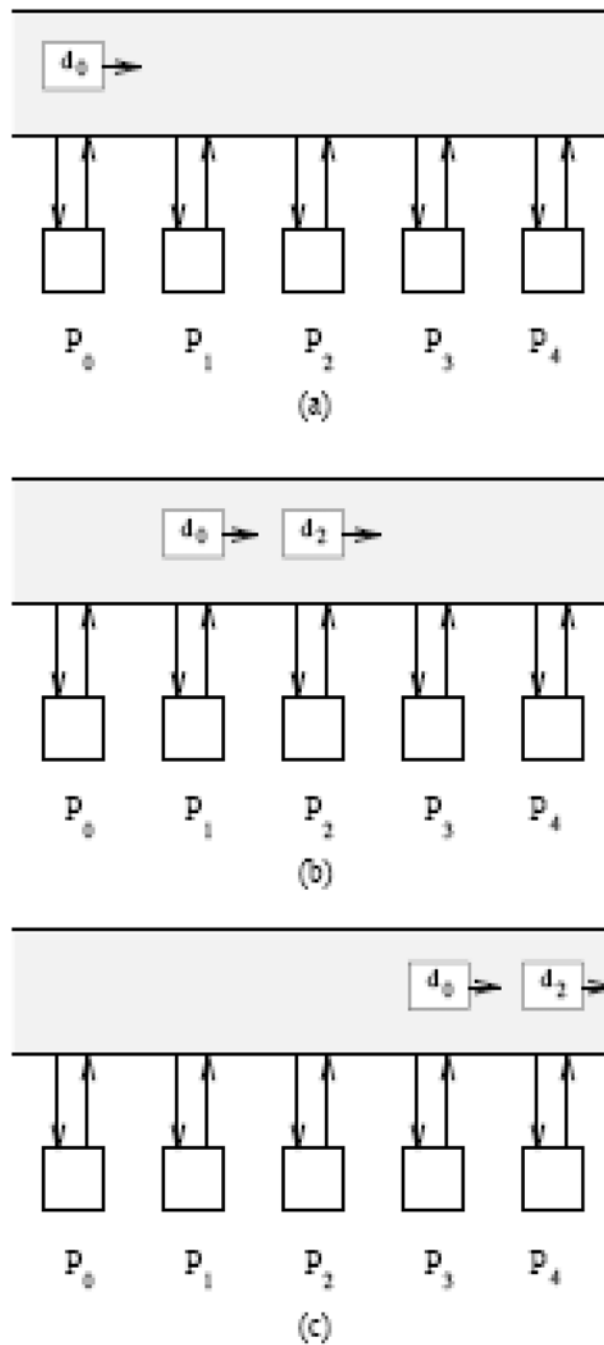 d₀
p₀ p₁ p₂ p₃ p₄
(a)
d₀ d₂
p₀ p₁ p₂ p₃ p₄
(b)
d₀ d₂
p₀ p₁ p₂ p₃ p₄
(c)